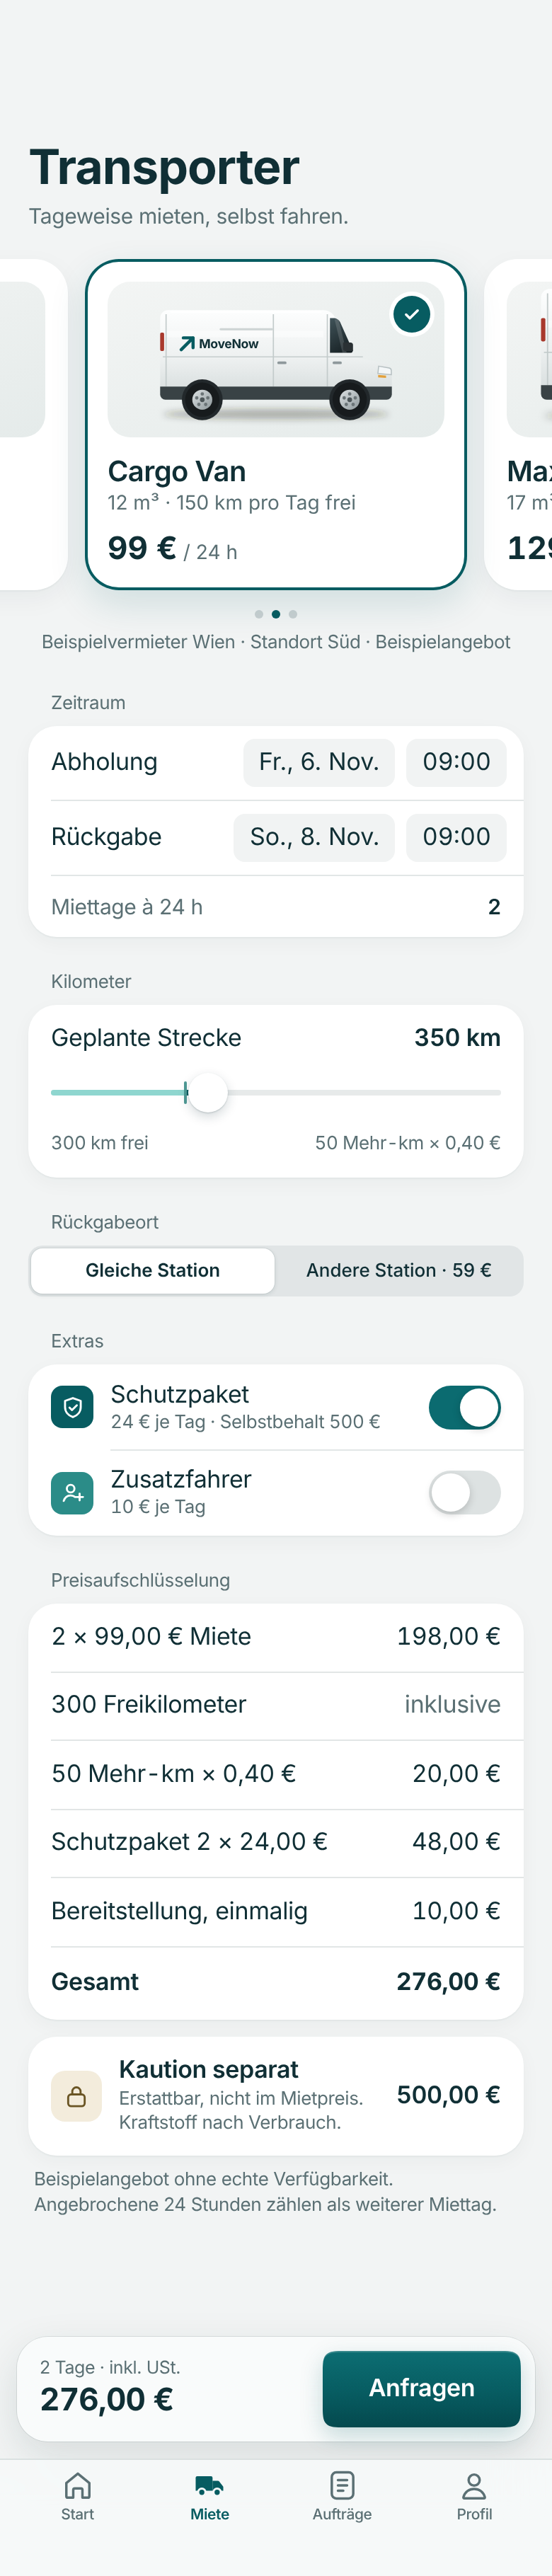 Transporter
Tageweise mieten, selbst fahren.
MoveNow
Cargo Van
12 m³ · 150 km pro Tag frei
99 € / 24 h
17 m³
Beispielvermieter Wien · Standort Süd · Beispielangebot
Zeitraum
Abholung Fr., 6. Nov. 09:00
Rückgabe So., 8. Nov. 09:00
Miettage à 24 h 2
Kilometer
Geplante Strecke 350 km
300 km frei 50 Mehr-km × 0,40 €
Rückgabeort
Gleiche Station Andere Station · 59 €
Extras
Schutzpaket
24 € je Tag · Selbstbehalt 500 €
Zusatzfahrer
10 € je Tag
Preisaufschlüsselung
2 × 99,00 € Miete 198,00 €
300 Freikilometer inklusive
50 Mehr-km × 0,40 € 20,00 €
Schutzpaket 2 × 24,00 € 48,00 €
Bereitstellung, einmalig 10,00 €
Gesamt 276,00 €
Kaution separat
Erstattbar, nicht im Mietpreis.
Kraftstoff nach Verbrauch.
500,00 €
Beispielangebot ohne echte Verfügbarkeit.
Angebrochene 24 Stunden zählen als weiterer Miettag.
2 Tage · inkl. USt.
276,00 €
Anfragen
Start Miete Aufträge Profil